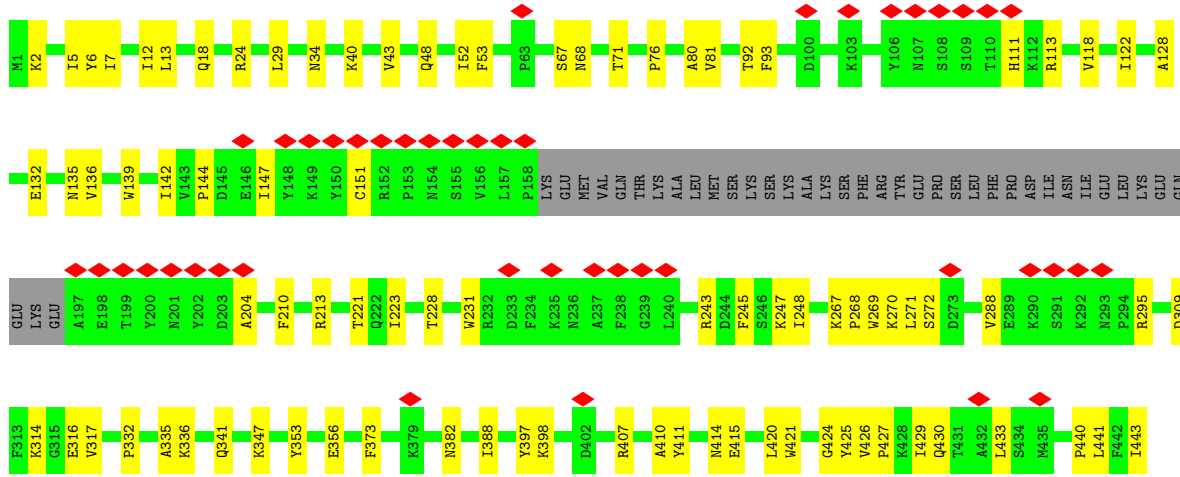 M1 K2 I5 Y6 I7 I12 L13 Q18 R24 L29 N34 K40 V43 Q48 I52 F53 P63 S67 N68 T71 P76 A80 V81 T92 F93 D100 K103 Y106 N107 S108 S109 T110 H111 K112 R113 V118 I122 A128
E132 N135 V136 W139 I142 V143 P144 D145 E146 I147 Y148 K149 Y150 C151 R152 P153 N154 S155 V156 L157 P158 LYS GLU MET VAL GLN THR LYS ALA LEU MET SER LYS SER LYS ALA LYS SER PHE ARG TYR GLU PRO SER LEU PHE PRO ASP ILE ASN ILE GLU LEU LYS GLU GLN
GLU LYS GLU A197 E198 T199 Y200 N201 Y202 D203 A204 F210 R213 T221 Q222 I223 T228 W231 R232 D233 F234 K235 N236 A237 F238 G239 L240 R243 D244 F245 S246 K247 I248 K267 P268 W269 K270 L271 S272 D273 V288 E289 K290 S291 K292 N293 P294 R295 D309
F313 K314 G315 E316 V317 P332 A335 K336 Q341 K347 Y353 E356 F373 K379 N382 I388 Y397 K398 D402 R407 A410 Y411 N414 E415 L420 W421 G424 Y425 V426 P427 K428 I429 Q430 T431 A432 L433 S434 M435 P440 L441 F442 I443